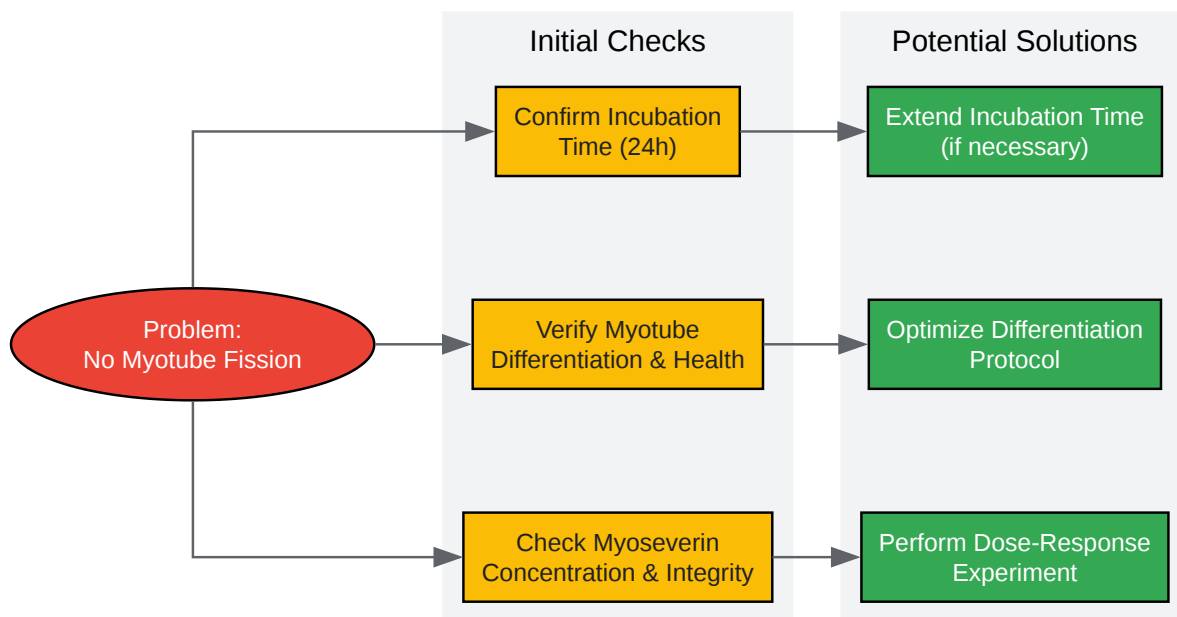 Initial Checks
Potential Solutions
Confirm Incubation
Time (24h)
Extend Incubation Time
(if necessary)
Problem:
No Myotube Fission
Verify Myotube
Differentiation & Health
Optimize Differentiation
Protocol
Check Myoseverin
Concentration & Integrity
Perform Dose-Response
Experiment